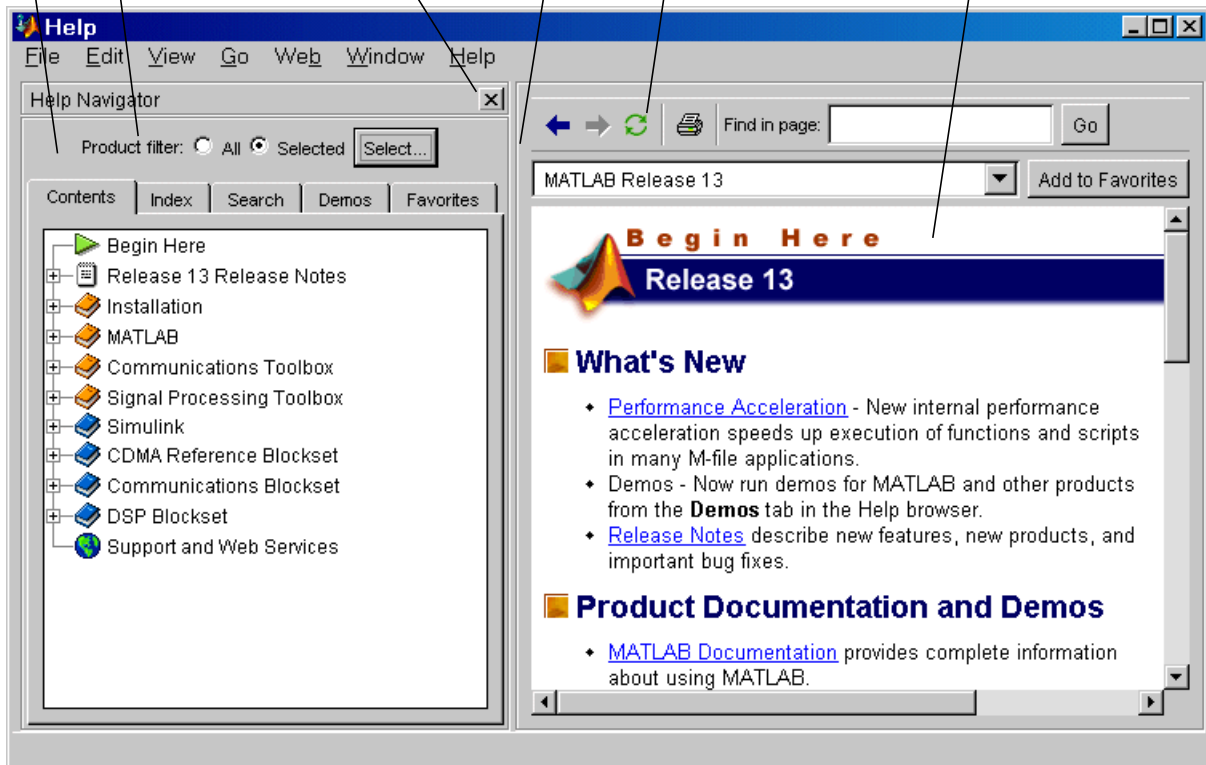 Help
File Edit View Go Web Window Help
Help Navigator
Product filter: All Selected Select...
Contents Index Search Demos Favorites
Begin Here
Release 13 Release Notes
Installation
MATLAB
Communications Toolbox
Signal Processing Toolbox
Simulink
CDMA Reference Blockset
Communications Blockset
DSP Blockset
Support and Web Services
Find in page: Go
MATLAB Release 13 Add to Favorites
Begin Here
Release 13
What's New
Performance Acceleration - New internal performance
acceleration speeds up execution of functions and scripts
in many M-file applications.
Demos - Now run demos for MATLAB and other products
from the Demos tab in the Help browser.
Release Notes describe new features, new products, and
important bug fixes.
Product Documentation and Demos
MATLAB Documentation provides complete information
about using MATLAB.